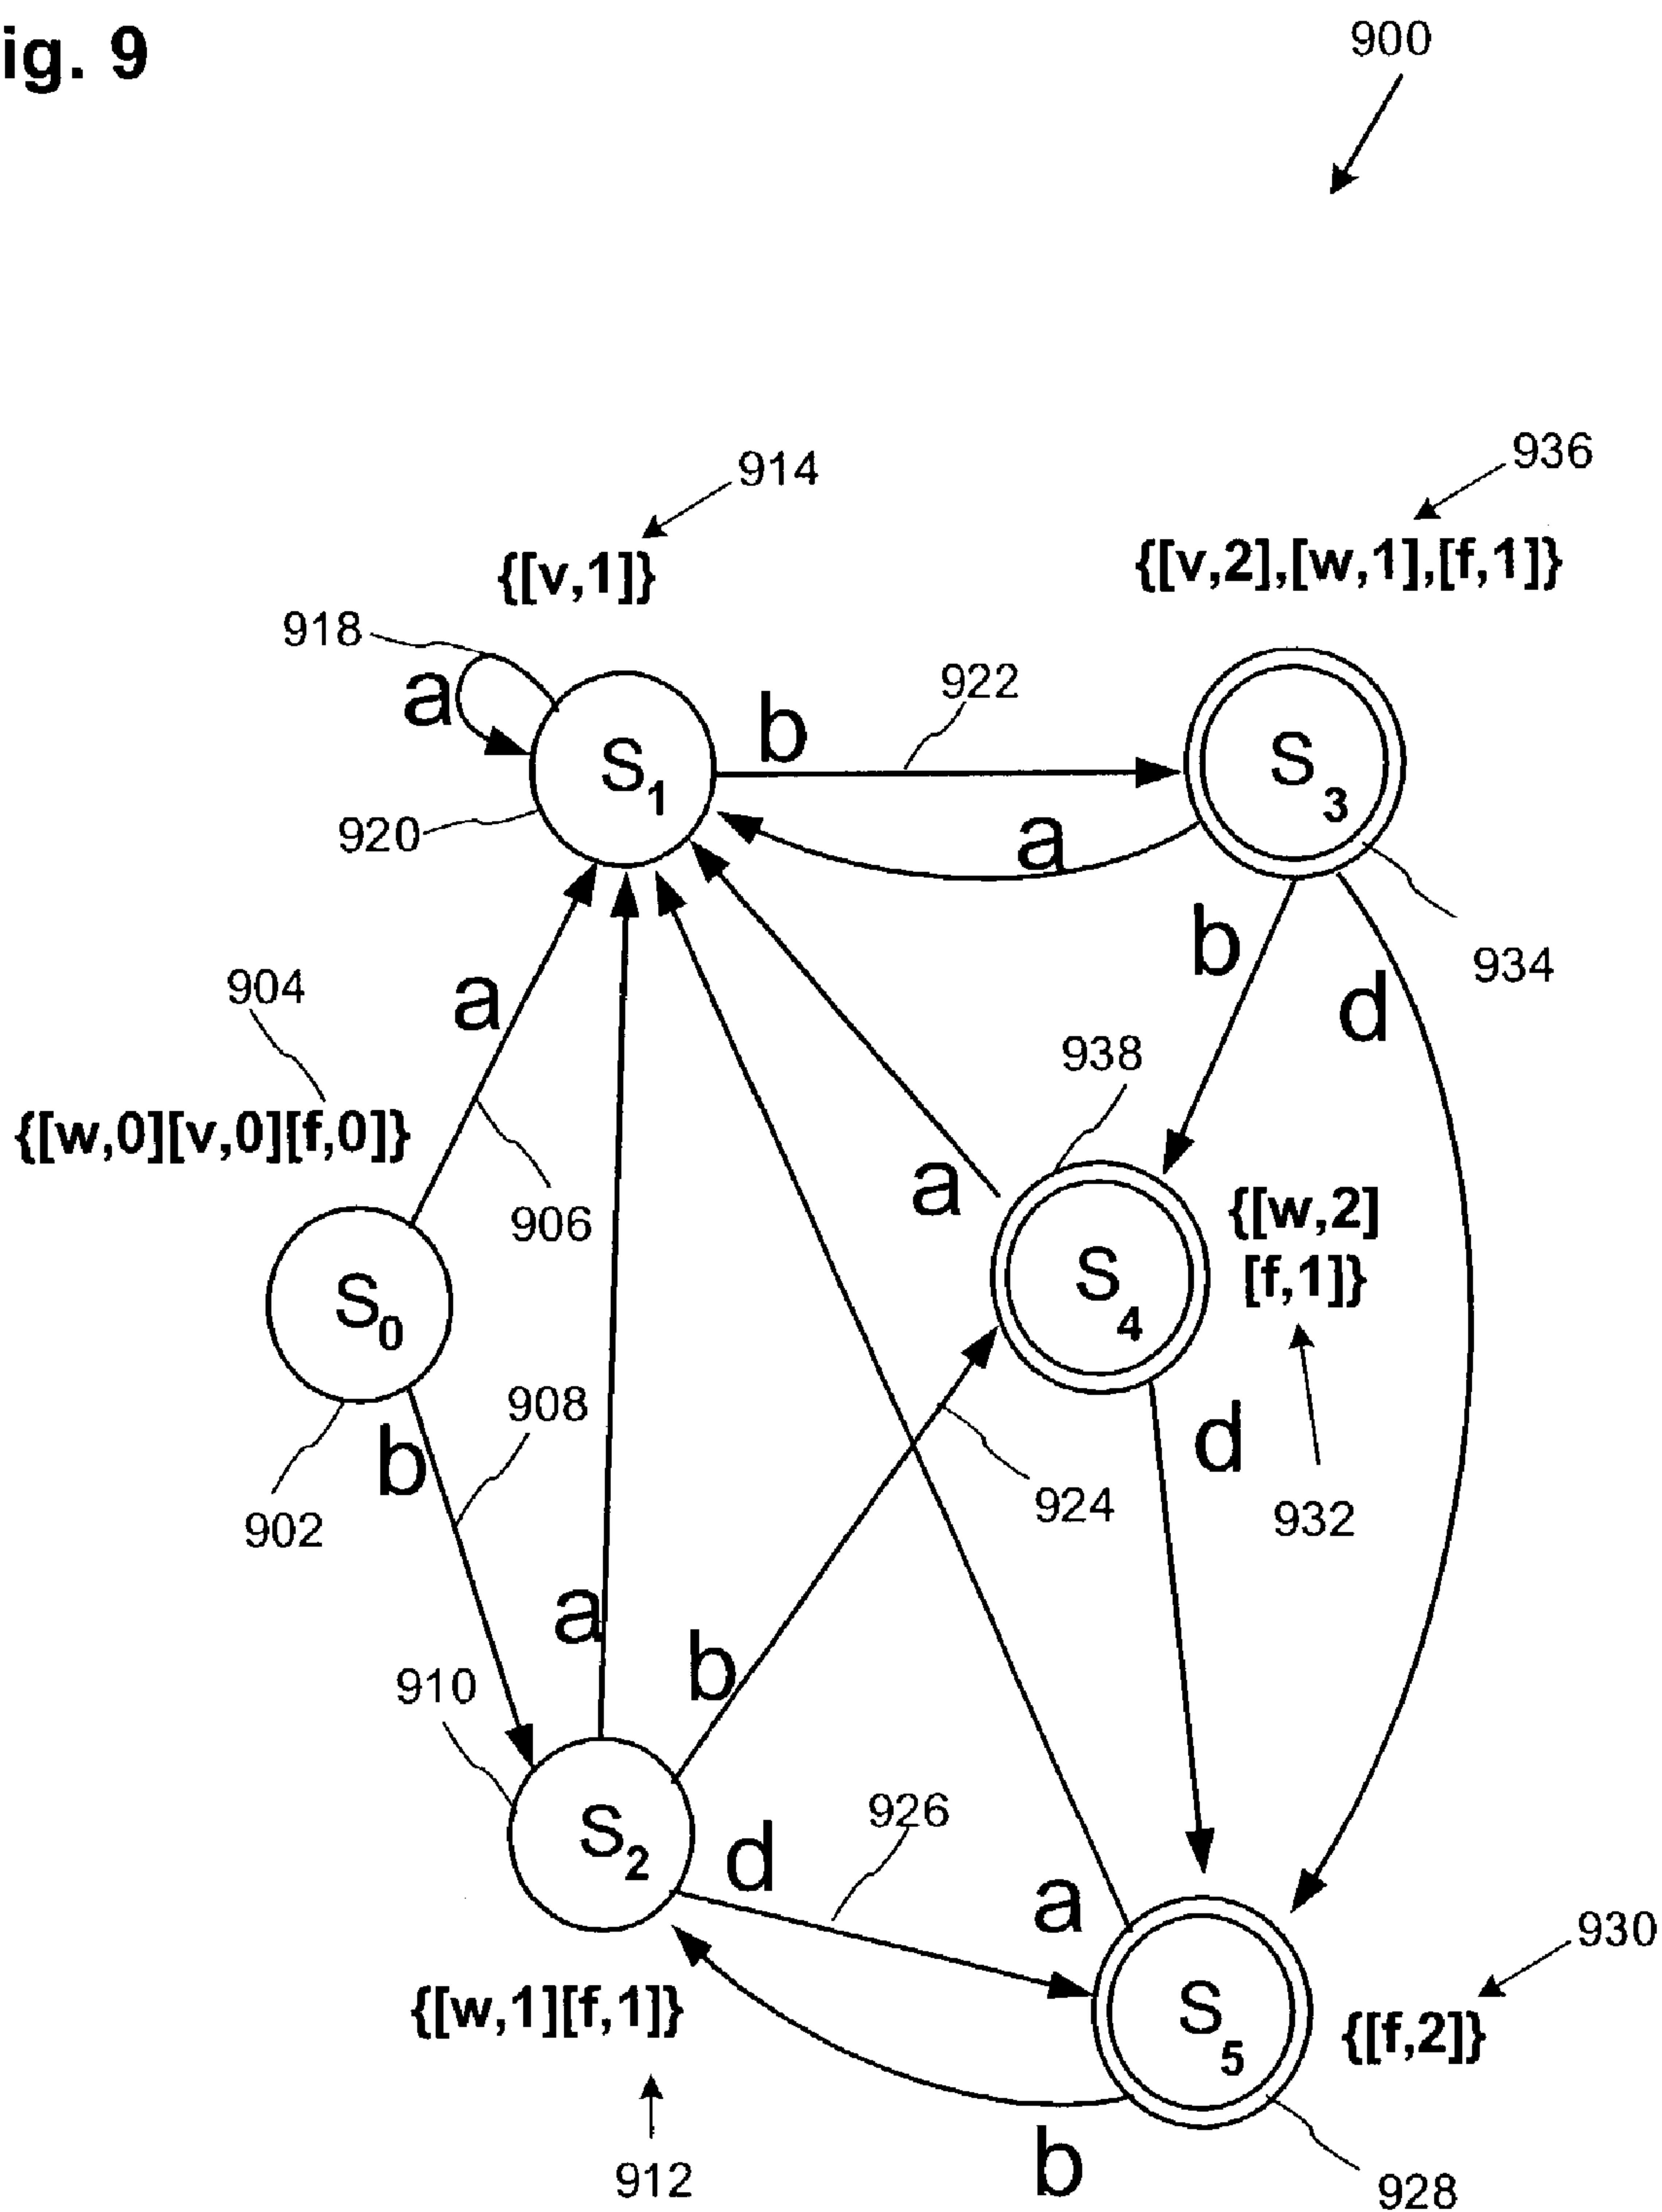 ig. 9
900
914
936
{[v,1]}
{[v,2],[w,1],[f,1]}
918
a
922
b
S1
S3
920
a
b
934
904
a
d
938
{[w,0][v,0][f,0]}
a
{[w,2]
[f,1]}
906
S0
S4
908
b
d
924
932
902
a
b
910
926
S2
d
a
930
{[w,1][f,1]}
S5
{[f,2]}
912
b
928